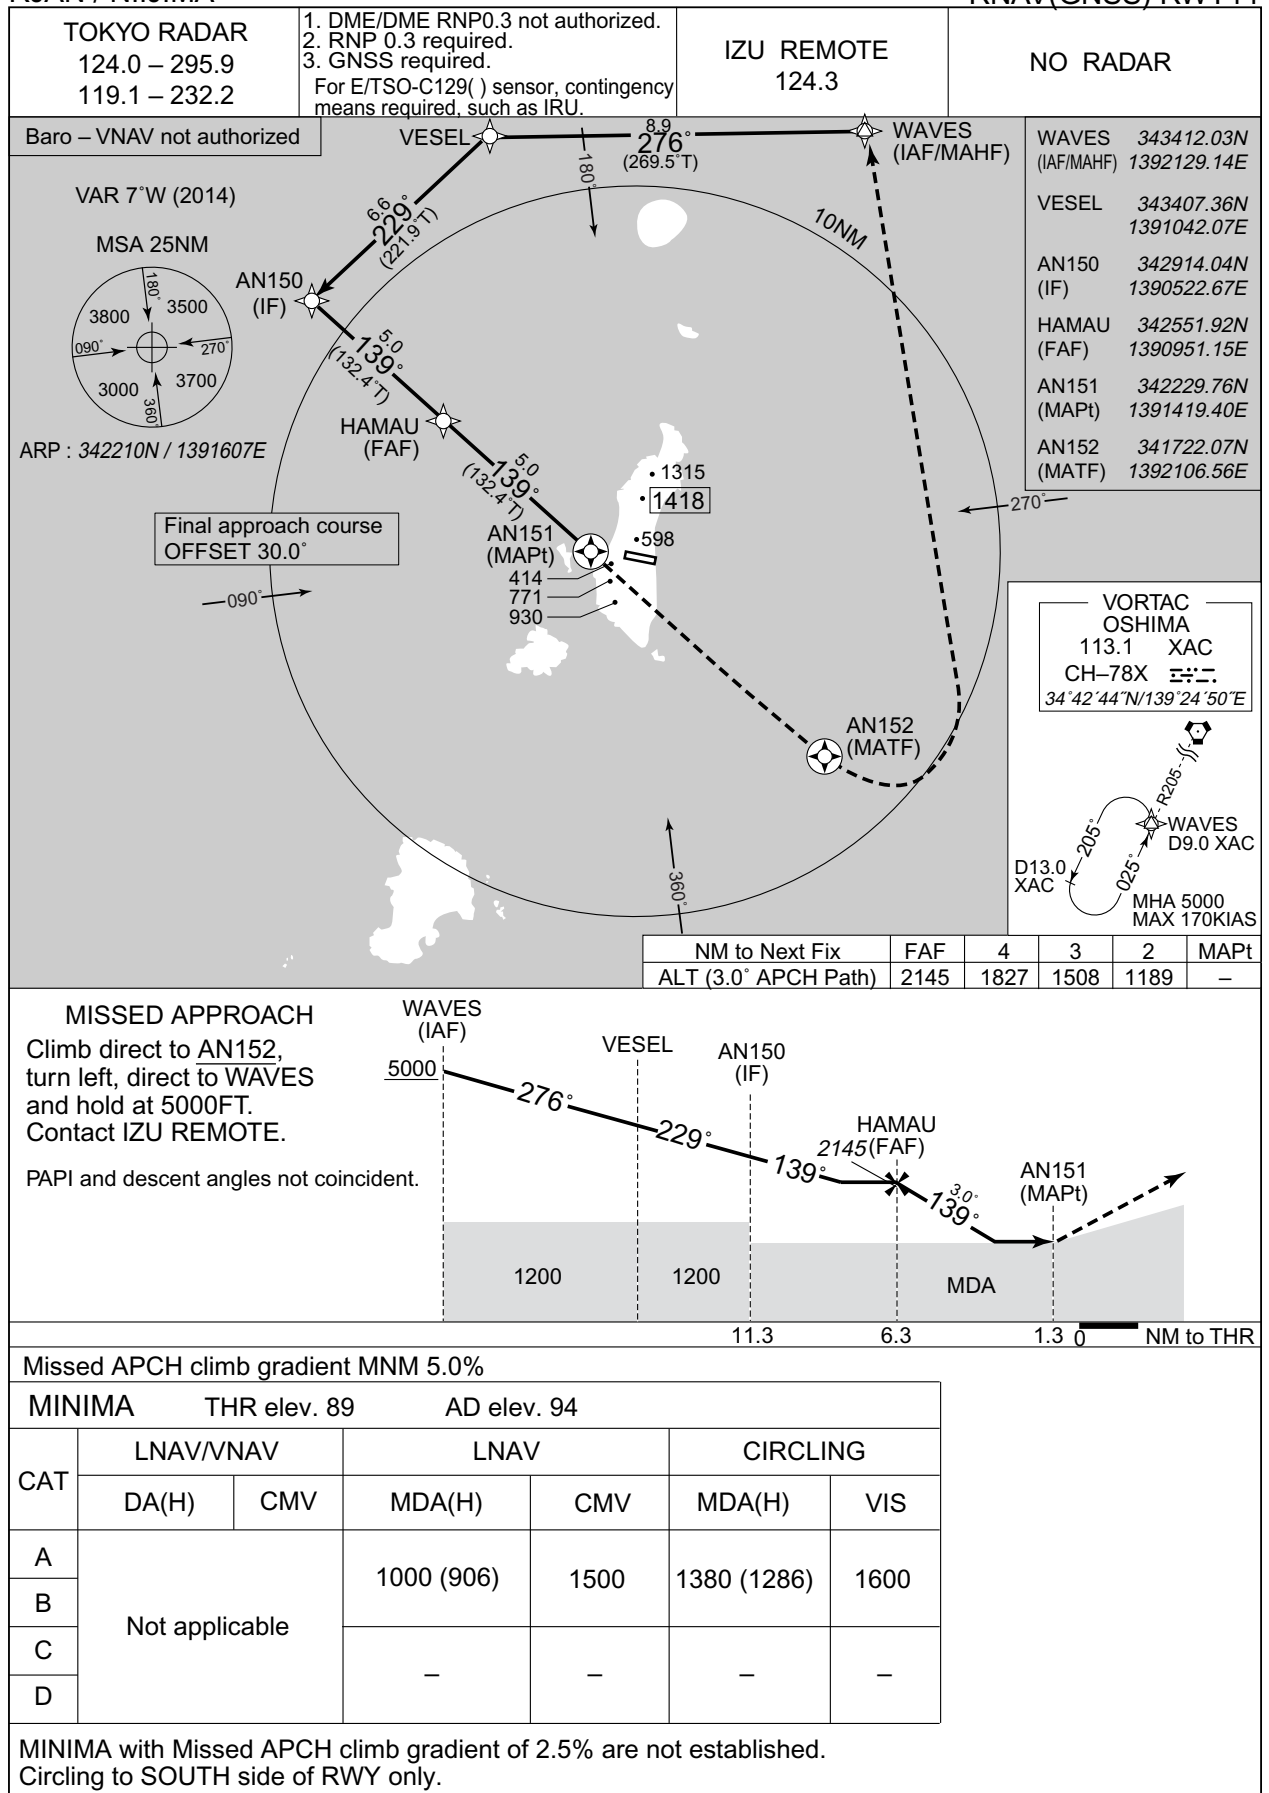 TOKYO RADAR
124.0 – 295.9
119.1 – 232.2
1. DME/DME RNP0.3 not authorized.
2. RNP 0.3 required.
3. GNSS required.
For E/TSO-C129( ) sensor, contingency
means required, such as IRU.
IZU REMOTE
124.3
NO RADAR
Baro – VNAV not authorized
VAR 7˚W (2014)
MSA 25NM
180˚
3800
3500
090˚
270˚
3000
3700
360˚
ARP : 342210N / 1391607E
VESEL
8.9
276˚
(269.5˚T)
WAVES
(IAF/MAHF)
180˚
10NM
6.6
229˚
(221.9˚T)
AN150
(IF)
5.0
139˚
(132.4˚T)
HAMAU
(FAF)
5.0
139˚
(132.4˚T)
Final approach course
OFFSET 30.0˚
AN151
(MAPt)
1315
1418
598
414
771
930
090˚
270˚
360˚
AN152
(MATF)
WAVES 343412.03N
(IAF/MAHF) 1392129.14E
VESEL 343407.36N
1391042.07E
AN150 342914.04N
(IF) 1390522.67E
HAMAU 342551.92N
(FAF) 1390951.15E
AN151 342229.76N
(MAPt) 1391419.40E
AN152 341722.07N
(MATF) 1392106.56E
VORTAC
OSHIMA
113.1 XAC
CH–78X
34˚42´44˝N/139˚24´50˝E
R205
WAVES
D9.0 XAC
205˚
025˚
D13.0
XAC
MHA 5000
MAX 170KIAS
NM to Next Fix FAF 4 3 2 MAPt
ALT (3.0˚ APCH Path) 2145 1827 1508 1189 –
MISSED APPROACH
Climb direct to AN152,
turn left, direct to WAVES
and hold at 5000FT.
Contact IZU REMOTE.
PAPI and descent angles not coincident.
WAVES
(IAF)
5000
276˚
VESEL
229˚
AN150
(IF)
139˚
HAMAU
2145 (FAF)
3.0˚
139˚
AN151
(MAPt)
1200
1200
MDA
11.3 6.3 1.3 0 NM to THR
Missed APCH climb gradient MNM 5.0%
MINIMA THR elev. 89 AD elev. 94
CAT LNAV/VNAV LNAV CIRCLING
DA(H) CMV MDA(H) CMV MDA(H) VIS
A
B
C
D
Not applicable
1000 (906) 1500 1380 (1286) 1600
– – – –
MINIMA with Missed APCH climb gradient of 2.5% are not established.
Circling to SOUTH side of RWY only.